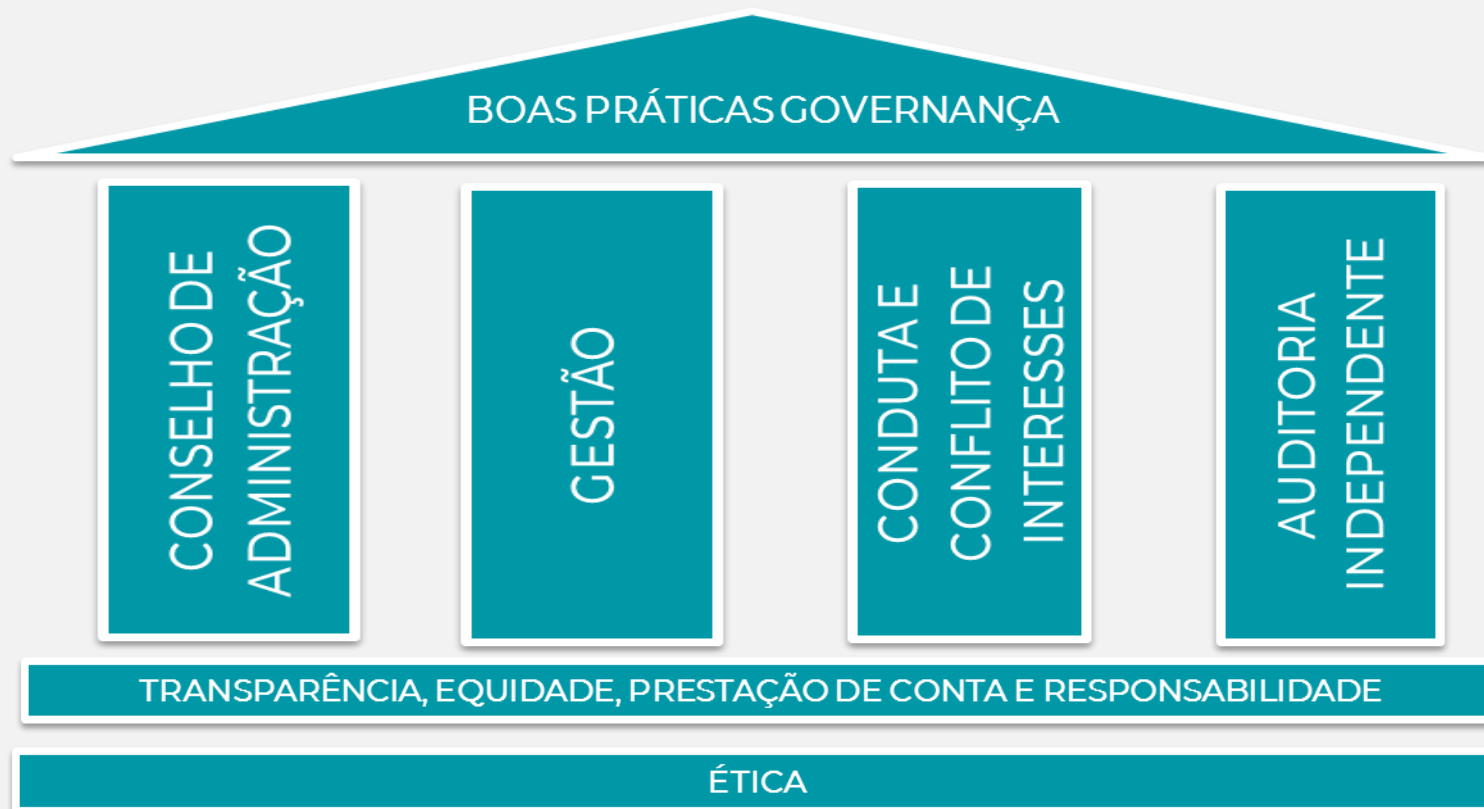 BOAS PRÁTICAS GOVERNANÇA
CONSELHO DE
ADMINISTRAÇÃO
GESTÃO
CONDUTA E
CONFLITO DE
INTERESSES
AUDITORIA
INDEPENDENTE
TRANSPARÊNCIA, EQUIDADE, PRESTAÇÃO DE CONTA E RESPONSABILIDADE
ÉTICA